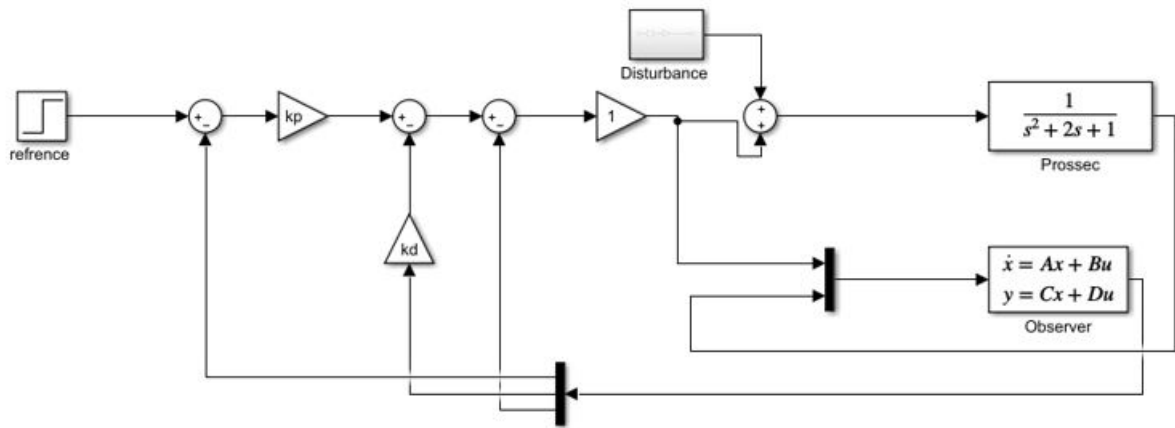 Disturbance
+
-
kp
+
-
+
-
1
+
+
1
s² + 2s + 1
Prossec
refrence
kd
ẋ = Ax + Bu
y = Cx + Du
Observer